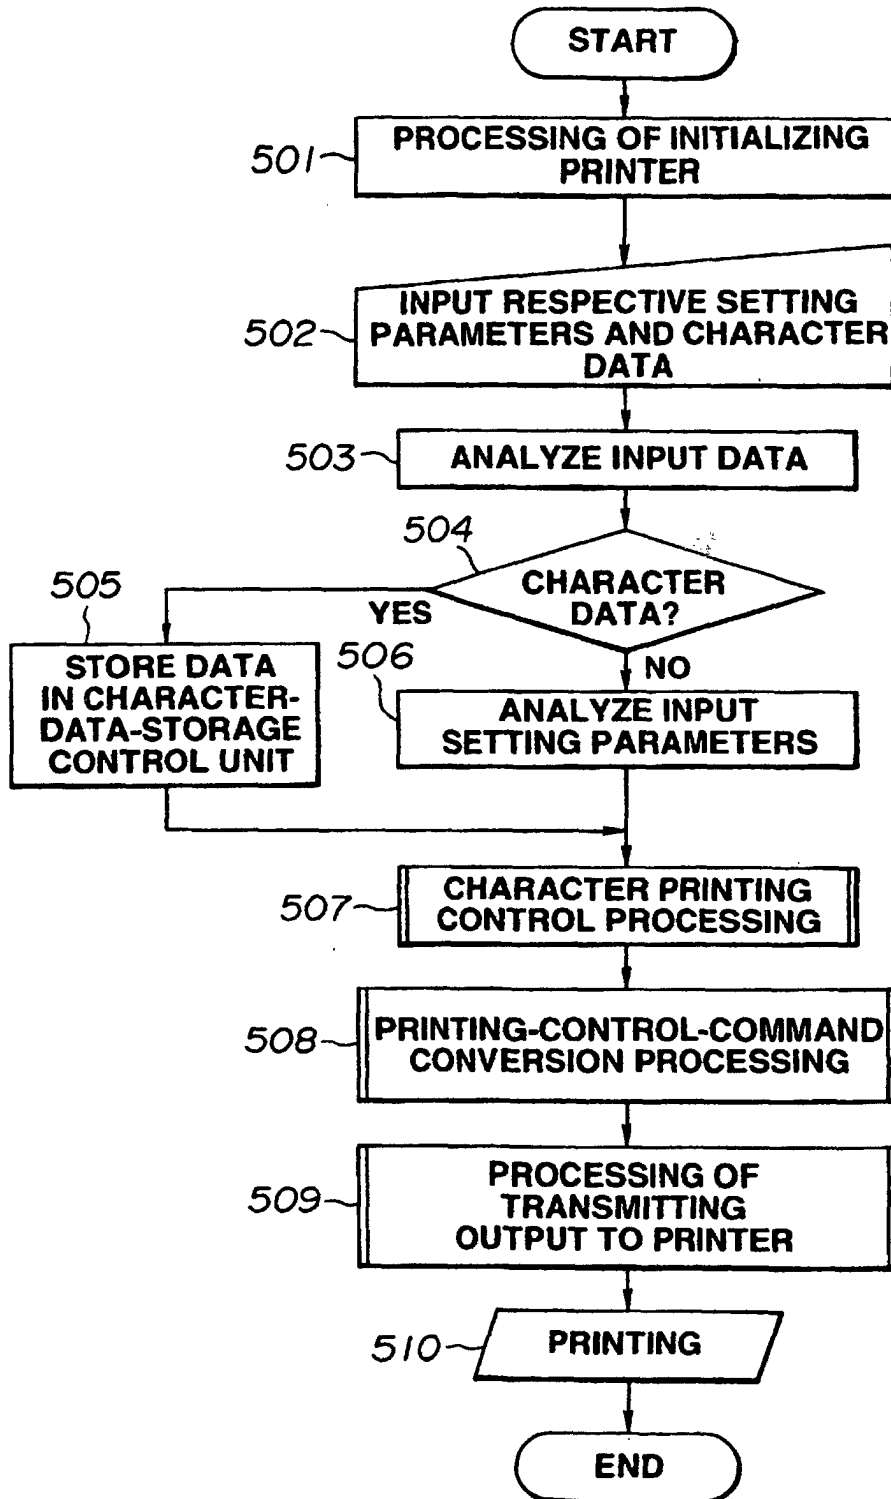 START
501
PROCESSING OF INITIALIZING
PRINTER
502
INPUT RESPECTIVE SETTING
PARAMETERS AND CHARACTER
DATA
503
ANALYZE INPUT DATA
504
CHARACTER
DATA?
YES
NO
505
STORE DATA
IN CHARACTER-
DATA-STORAGE
CONTROL UNIT
506
ANALYZE INPUT
SETTING PARAMETERS
507
CHARACTER PRINTING
CONTROL PROCESSING
508
PRINTING-CONTROL-COMMAND
CONVERSION PROCESSING
509
PROCESSING OF
TRANSMITTING
OUTPUT TO PRINTER
510
PRINTING
END